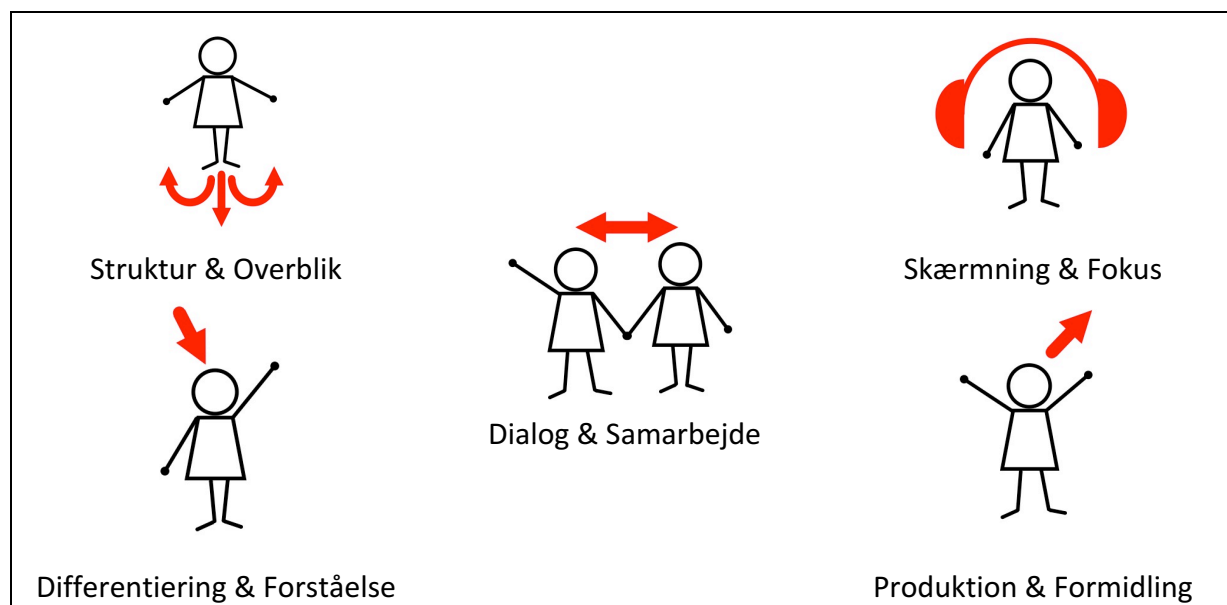 Struktur & Overblik
Skærmning & Fokus
Dialog & Samarbejde
Differentiering & Forståelse
Produktion & Formidling